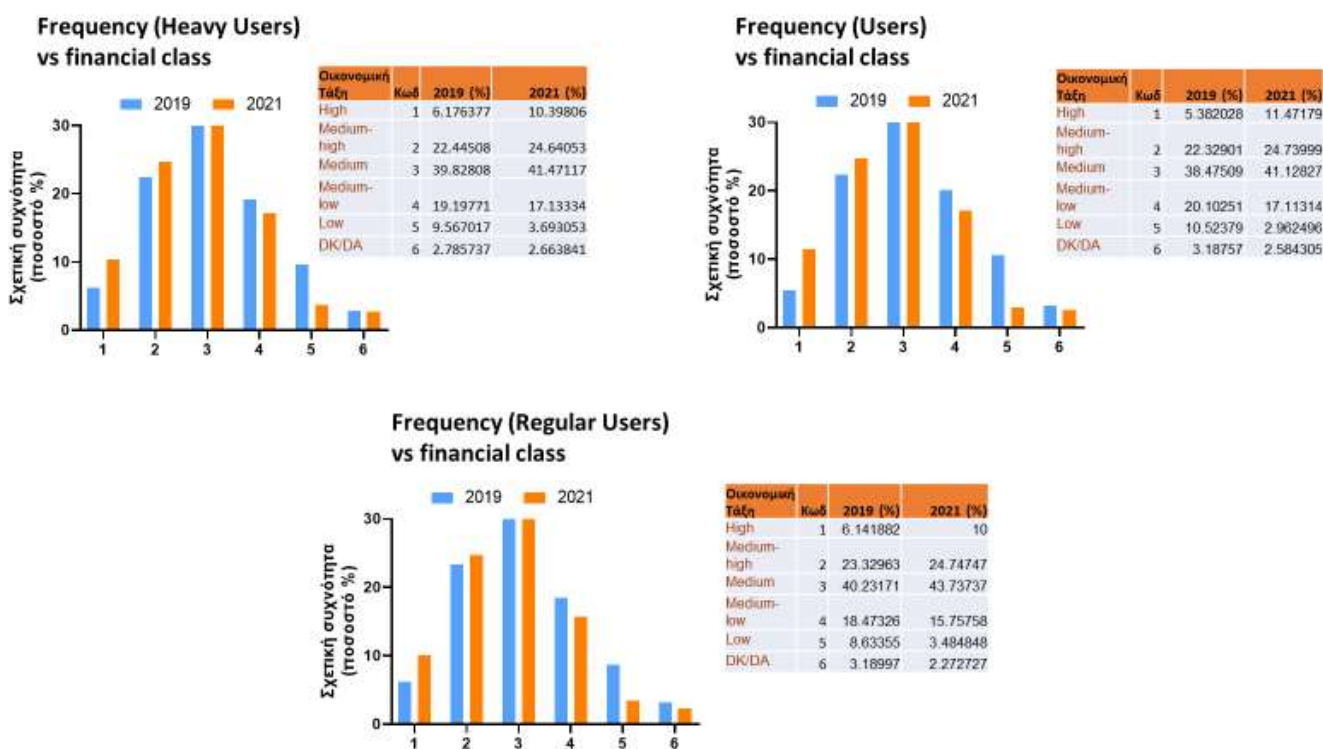 Frequency (Heavy Users)
vs financial class
2019 2021
Σχετική συχνότητα
(ποσοστό %)
30
20
10
0
1 2 3 4 5 6
Οικονομική
Τάξη Κωδ 2019 (%) 2021 (%)
High 1 6.176377 10.39806
Medium-
high 2 22.44508 24.64053
Medium 3 39.82808 41.47117
Medium-
low 4 19.19771 17.13334
Low 5 9.567017 3.693053
DK/DA 6 2.785737 2.663841
Frequency (Users)
vs financial class
2019 2021
Σχετική συχνότητα
(ποσοστό %)
30
20
10
0
1 2 3 4 5 6
Οικονομική
Τάξη Κωδ 2019 (%) 2021 (%)
High 1 5.382028 11.47179
Medium-
high 2 22.32901 24.73999
Medium 3 38.47509 41.12827
Medium-
low 4 20.10251 17.11314
Low 5 10.52379 2.962496
DK/DA 6 3.18757 2.584305
Frequency (Regular Users)
vs financial class
2019 2021
Σχετική συχνότητα
(ποσοστό %)
30
20
10
0
1 2 3 4 5 6
Οικονομική
Τάξη Κωδ 2019 (%) 2021 (%)
High 1 6.141882 10
Medium-
high 2 23.32963 24.74747
Medium 3 40.23171 43.73737
Medium-
low 4 18.47326 15.75758
Low 5 8.63355 3.484848
DK/DA 6 3.18997 2.272727